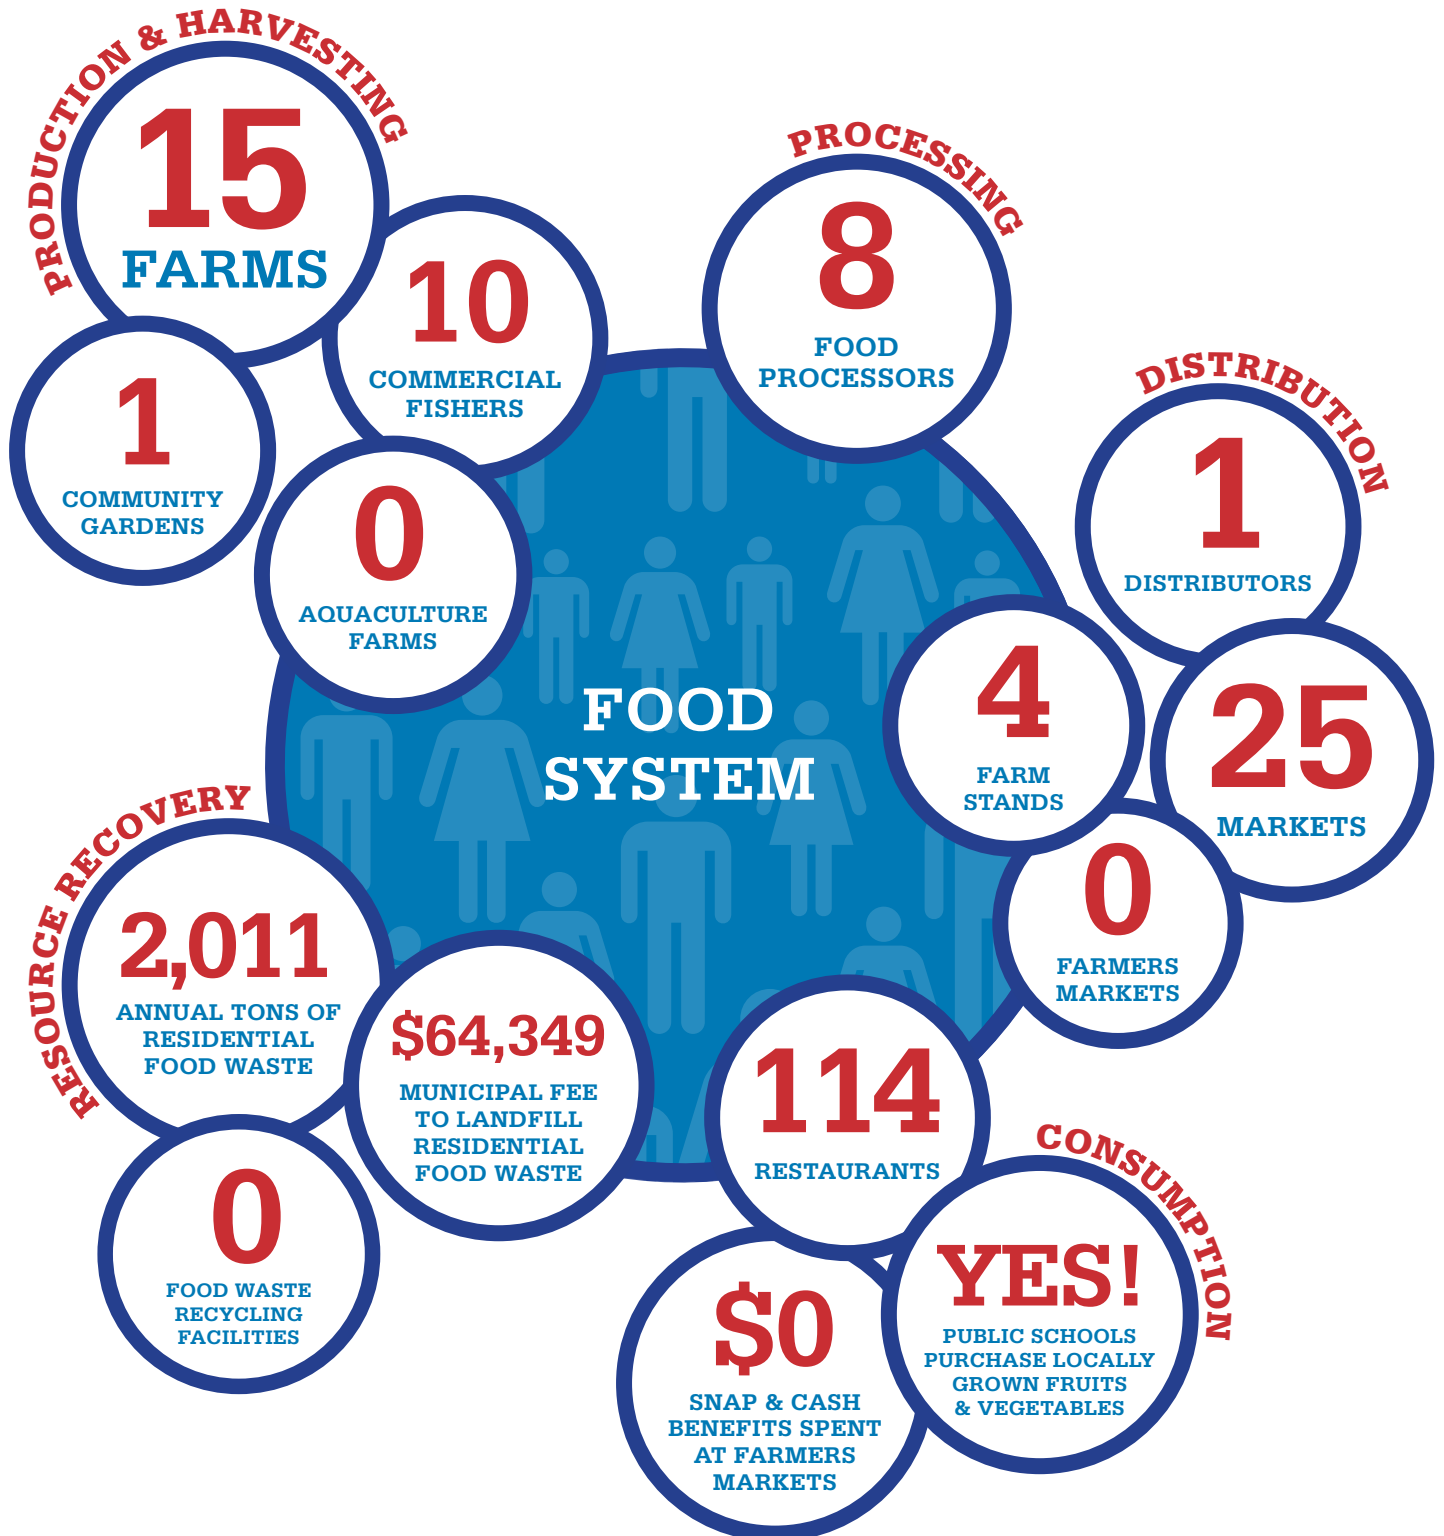 PRODUCTION & HARVESTING
15
FARMS
10
COMMERCIAL
FISHERS
1
COMMUNITY
GARDENS
0
AQUACULTURE
FARMS
PROCESSING
8
FOOD
PROCESSORS
DISTRIBUTION
1
DISTRIBUTORS
4
FARM
STANDS
25
MARKETS
0
FARMERS
MARKETS
FOOD
SYSTEM
RESOURCE RECOVERY
2,011
ANNUAL TONS OF
RESIDENTIAL
FOOD WASTE
$64,349
MUNICIPAL FEE
TO LANDFILL
RESIDENTIAL
FOOD WASTE
0
FOOD WASTE
RECYCLING
FACILITIES
CONSUMPTION
114
RESTAURANTS
YES!
PUBLIC SCHOOLS
PURCHASE LOCALLY
GROWN FRUITS
& VEGETABLES
$0
SNAP & CASH
BENEFITS SPENT
AT FARMERS
MARKETS